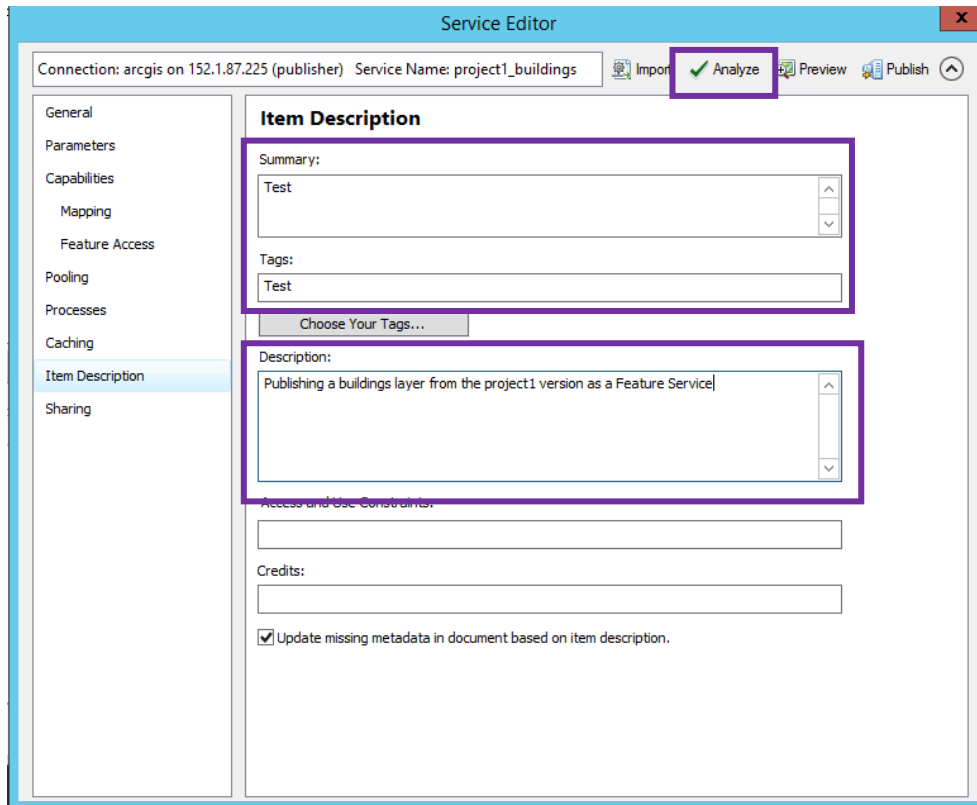 Service Editor
x
Connection: arcgis on 152.1.87.225 (publisher) Service Name: project1_buildings
Import Analyze Preview Publish
General
Parameters
Capabilities
Mapping
Feature Access
Pooling
Processes
Caching
Item Description
Sharing
Item Description
Summary:
Test
Tags:
Test
Choose Your Tags...
Description:
Publishing a buildings layer from the project1 version as a Feature Service
Access and Use Constraints:
Credits:
Update missing metadata in document based on item description.